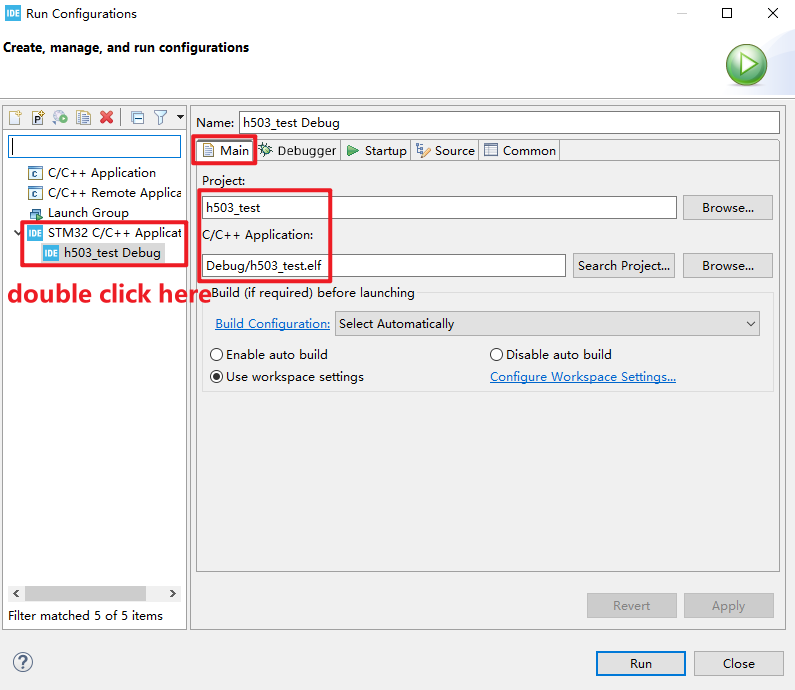 IDE Run Configurations
Create, manage, and run configurations
Name: h503_test Debug
Main Debugger Startup Source Common
C/C++ Application
C/C++ Remote Applica
Launch Group
IDE STM32 C/C++ Applicat
IDE h503_test Debug
double click here
Filter matched 5 of 5 items
Project:
h503_test Browse...
C/C++ Application:
Debug/h503_test.elf Search Project... Browse...
Build (if required) before launching
Build Configuration: Select Automatically
Enable auto build Disable auto build
Use workspace settings Configure Workspace Settings...
Revert Apply
? Run Close